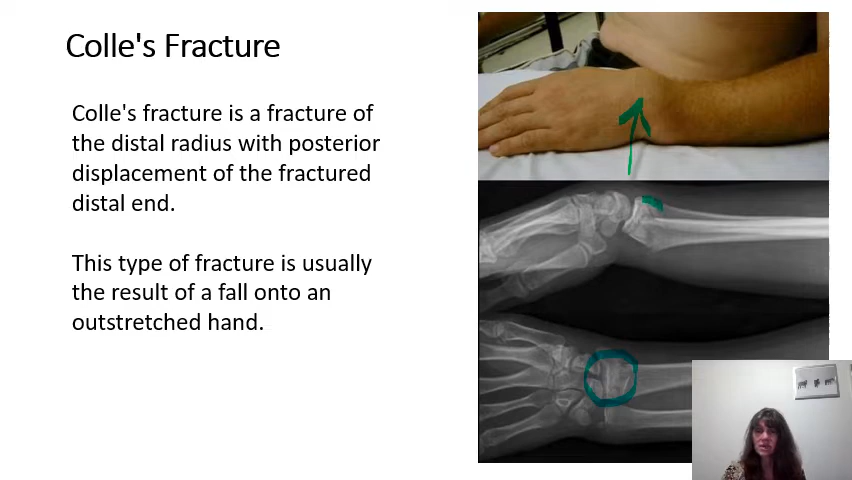 Colle's Fracture
Colle's fracture is a fracture of
the distal radius with posterior
displacement of the fractured
distal end.
This type of fracture is usually
the result of a fall onto an
outstretched hand.